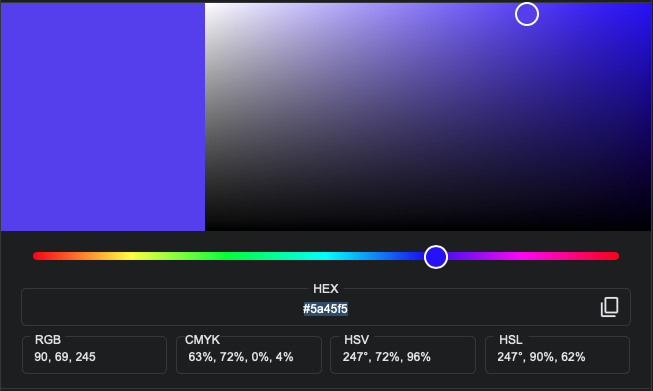 HEX
#5a45f5
RGB CMYK HSV HSL
90, 69, 245 63%, 72%, 0%, 4% 247°, 72%, 96% 247°, 90%, 62%